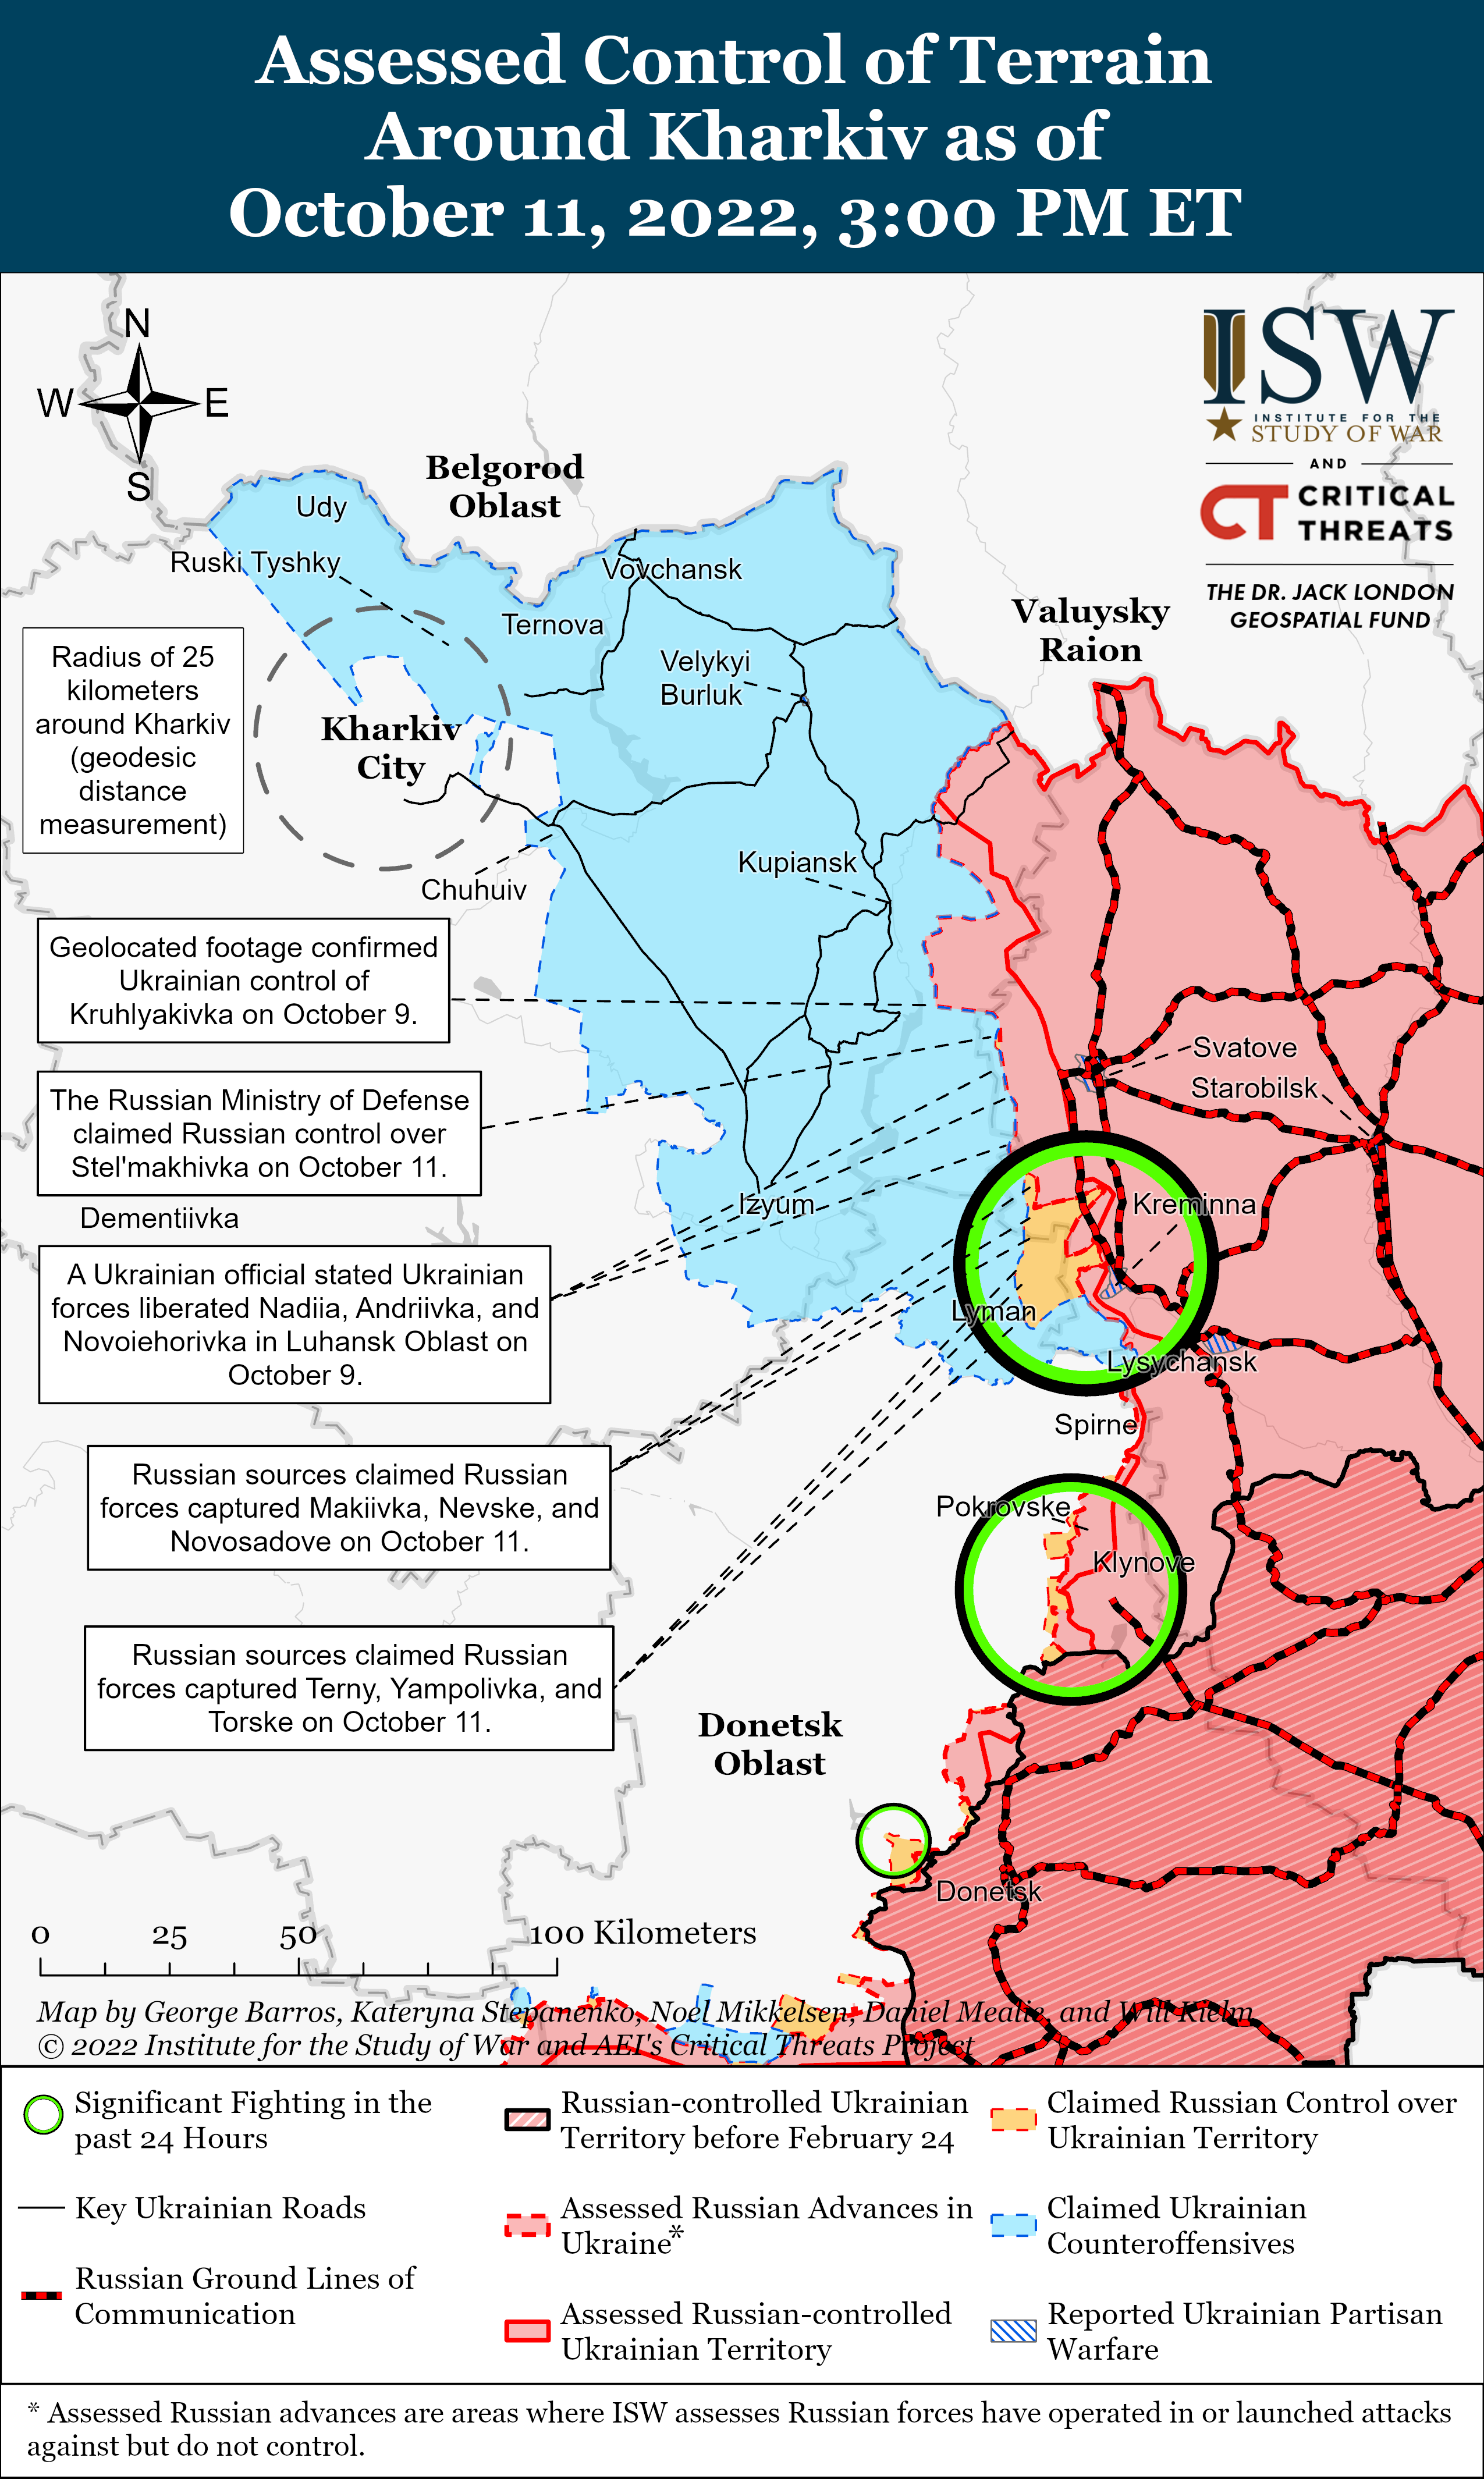 Assessed Control of Terrain
Around Kharkiv as of
October 11, 2022, 3:00 PM ET
N
W
E
S
ISW
INSTITUTE FOR THE
STUDY OF WAR
AND
CT CRITICAL
THREATS
THE DR. JACK LONDON
GEOSPATIAL FUND
Belgorod
Oblast
Udy
Ruski Tyshky
Vovchansk
Ternova
Valuysky
Raion
Velykyi
Burluk
Radius of 25
kilometers
around Kharkiv
(geodesic
distance
measurement)
Kharkiv
City
Kupiansk
Chuhuiv
Geolocated footage confirmed
Ukrainian control of
Kruhlyakivka on October 9.
Svatove
Starobilsk
The Russian Ministry of Defense
claimed Russian control over
Stel'makhivka on October 11.
Dementiivka
Izyum
Kreminna
A Ukrainian official stated Ukrainian
forces liberated Nadiia, Andriivka, and
Novoiehorivka in Luhansk Oblast on
October 9.
Lyman
Lysychansk
Spirne
Russian sources claimed Russian
forces captured Makiivka, Nevske, and
Novosadove on October 11.
Pokrovske
Klynove
Russian sources claimed Russian
forces captured Terny, Yampolivka, and
Torske on October 11.
Donetsk
Oblast
Donetsk
0 25 50 100 Kilometers
Map by George Barros, Kateryna Stepanenko, Noel Mikkelsen, Daniel Mealie, and Will Kielm
© 2022 Institute for the Study of War and AEI's Critical Threats Project
Significant Fighting in the
past 24 Hours
Key Ukrainian Roads
Russian Ground Lines of
Communication
Russian-controlled Ukrainian
Territory before February 24
Assessed Russian Advances in
Ukraine*
Assessed Russian-controlled
Ukrainian Territory
Claimed Russian Control over
Ukrainian Territory
Claimed Ukrainian
Counteroffensives
Reported Ukrainian Partisan
Warfare
* Assessed Russian advances are areas where ISW assesses Russian forces have operated in or launched attacks
against but do not control.